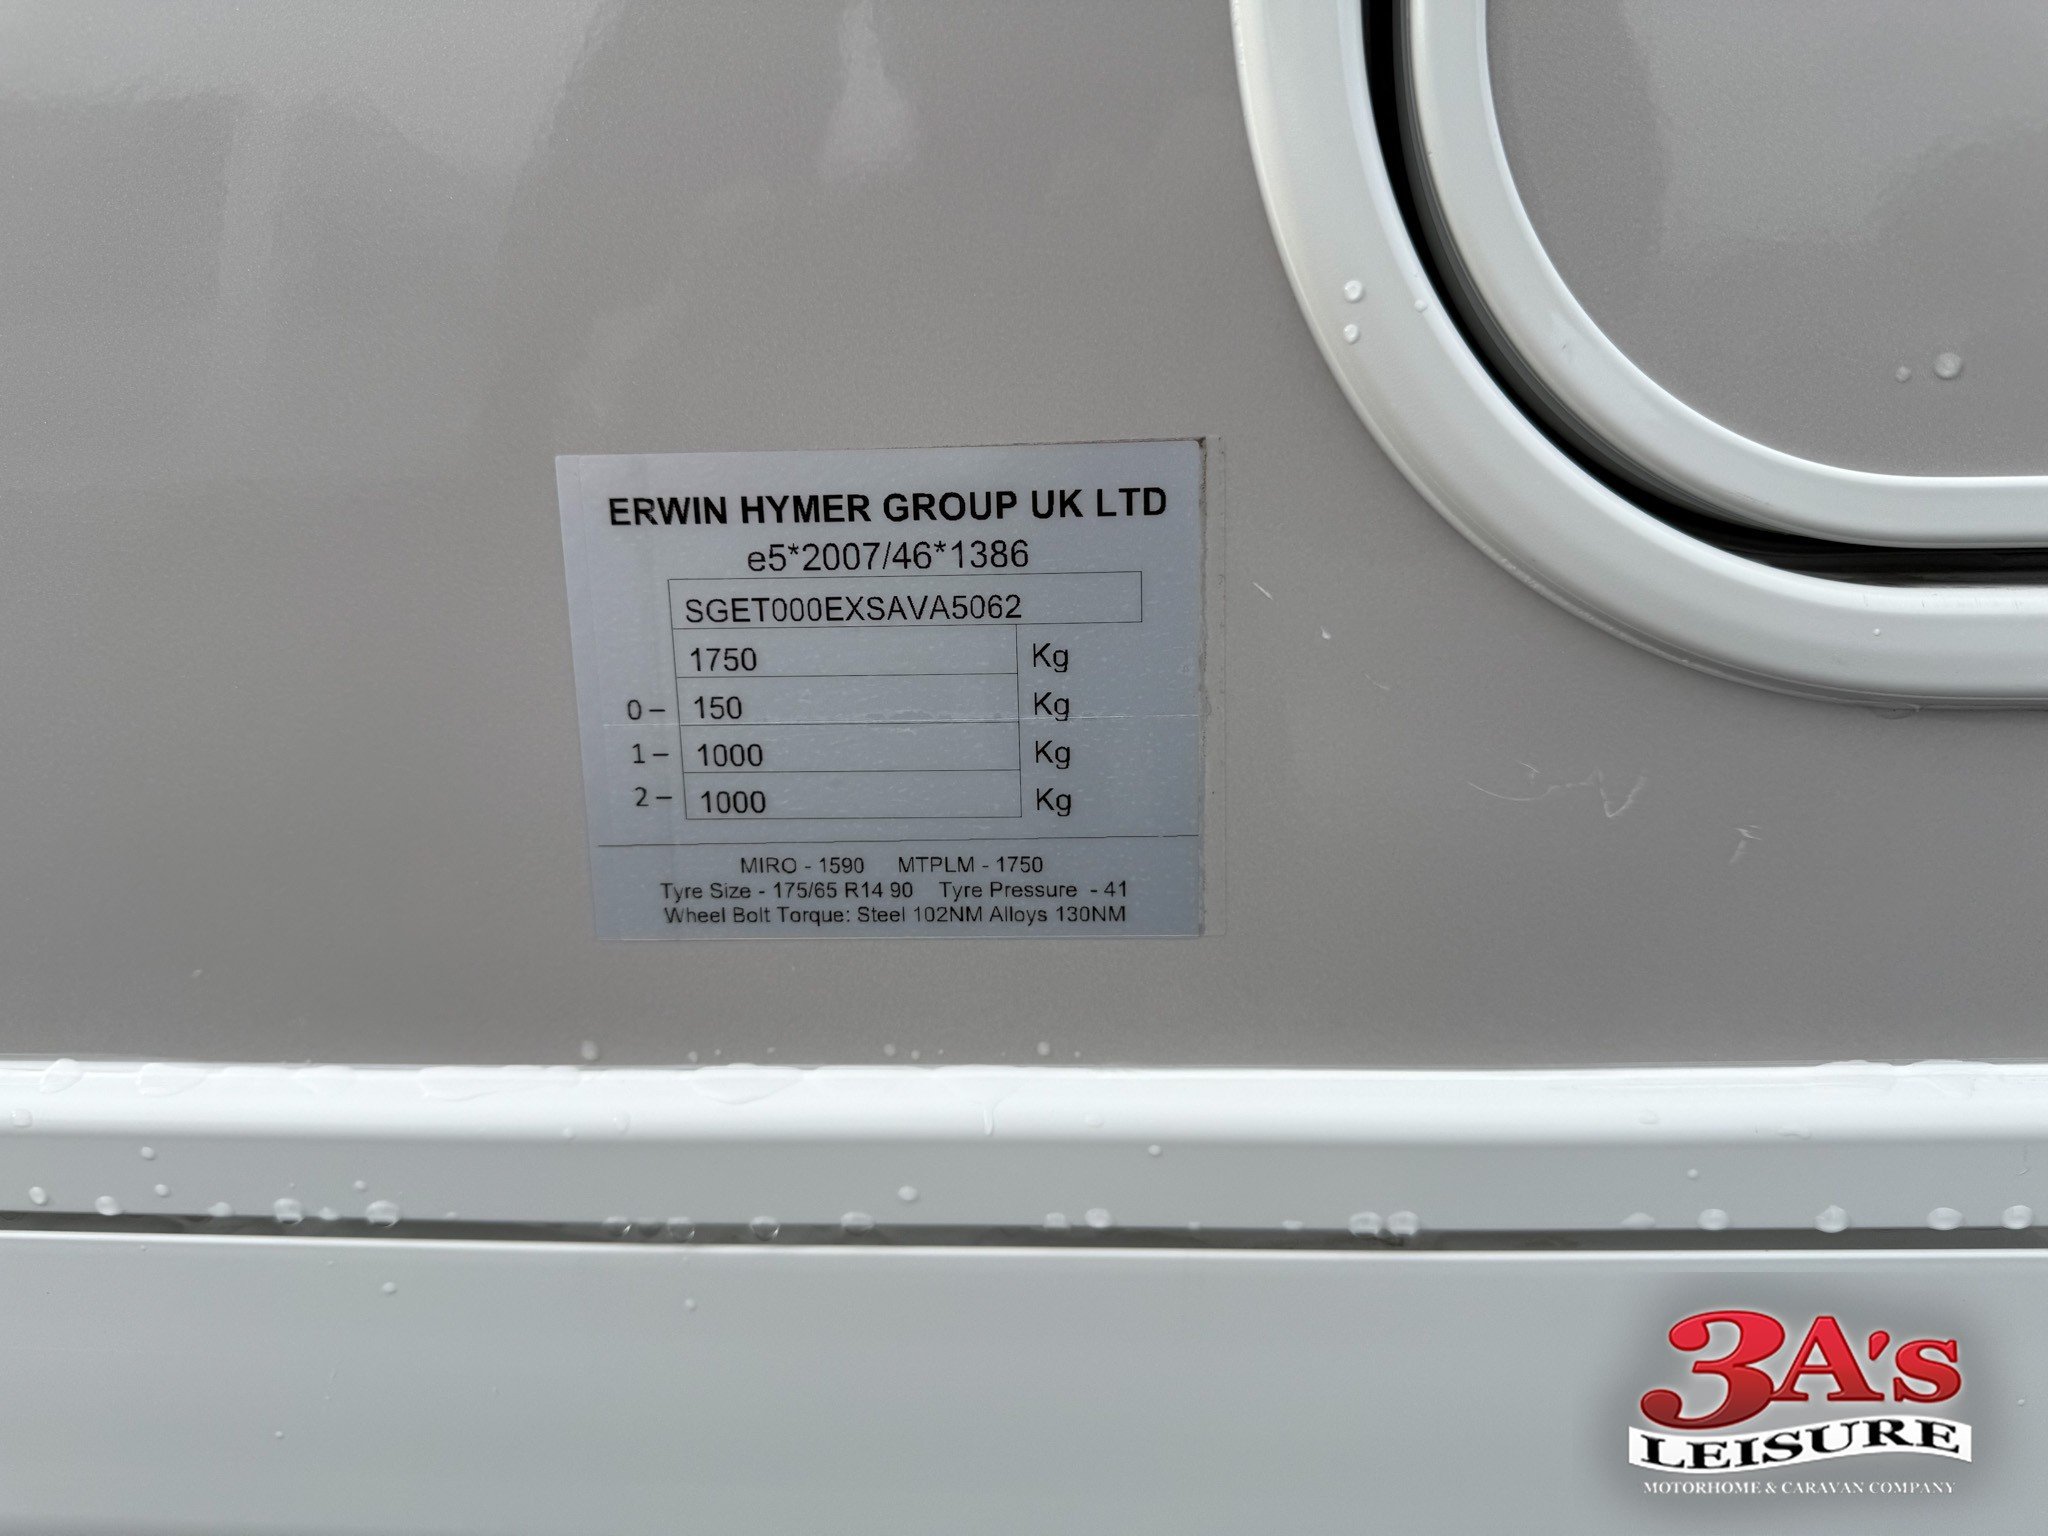 ERWIN HYMER GROUP UK LTD
e5*2007/46*1386
SGET000EXSAVA5062
1750 Kg
0– 150 Kg
1– 1000 Kg
2– 1000 Kg
MIRO - 1590 MTPLM - 1750
Tyre Size - 175/65 R14 90 Tyre Pressure - 41
Wheel Bolt Torque: Steel 102NM Alloys 130NM
3A's
LEISURE
MOTORHOME & CARAVAN COMPANY